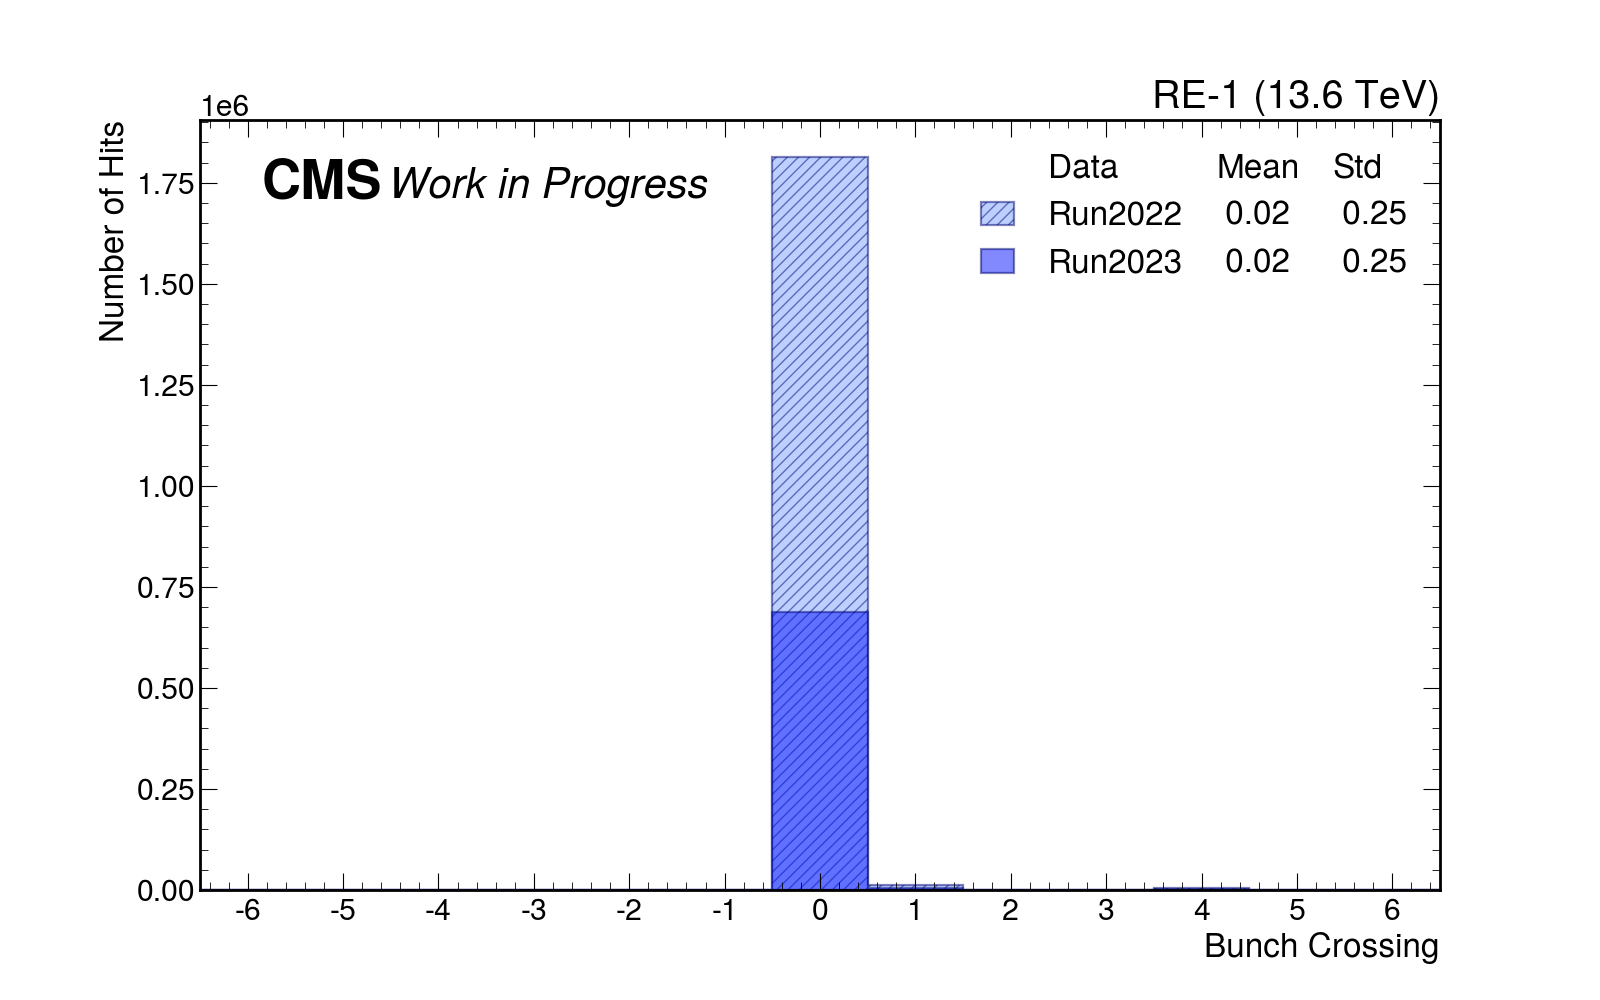 RE-1 (13.6 TeV)
1e6
Number of Hits
CMS Work in Progress
Data Mean Std
Run2022 0.02 0.25
Run2023 0.02 0.25
1.75
1.50
1.25
1.00
0.75
0.50
0.25
0.00
-6 -5 -4 -3 -2 -1 0 1 2 3 4 5 6
Bunch Crossing